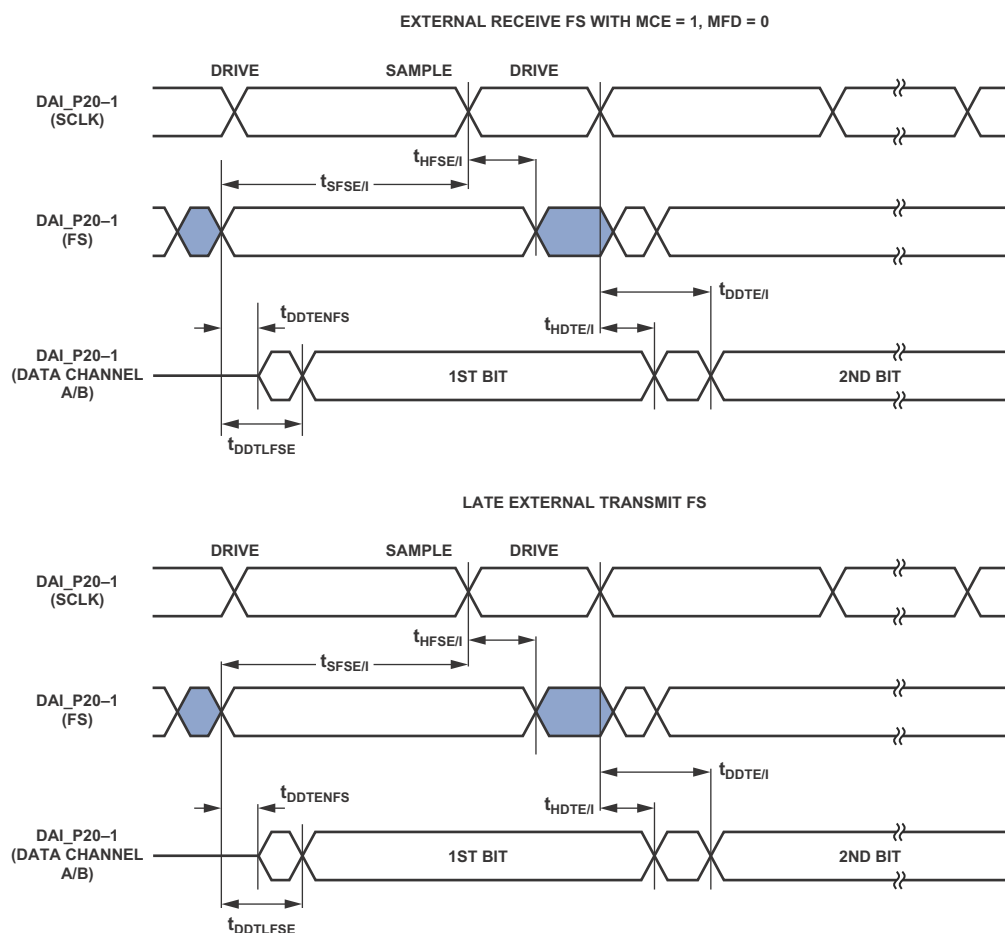 EXTERNAL RECEIVE FS WITH MCE = 1, MFD = 0
DRIVE SAMPLE DRIVE
DAI_P20–1
(SCLK)
tHFSE/I
tSFSE/I
DAI_P20–1
(FS)
tDDTE/I
tDDTENFS
tHDTE/I
DAI_P20–1
(DATA CHANNEL
A/B)
1ST BIT 2ND BIT
tDDTLFSE
LATE EXTERNAL TRANSMIT FS
DRIVE SAMPLE DRIVE
DAI_P20–1
(SCLK)
tHFSE/I
tSFSE/I
DAI_P20–1
(FS)
tDDTE/I
tDDTENFS
tHDTE/I
DAI_P20–1
(DATA CHANNEL
A/B)
1ST BIT 2ND BIT
tDDTLFSE